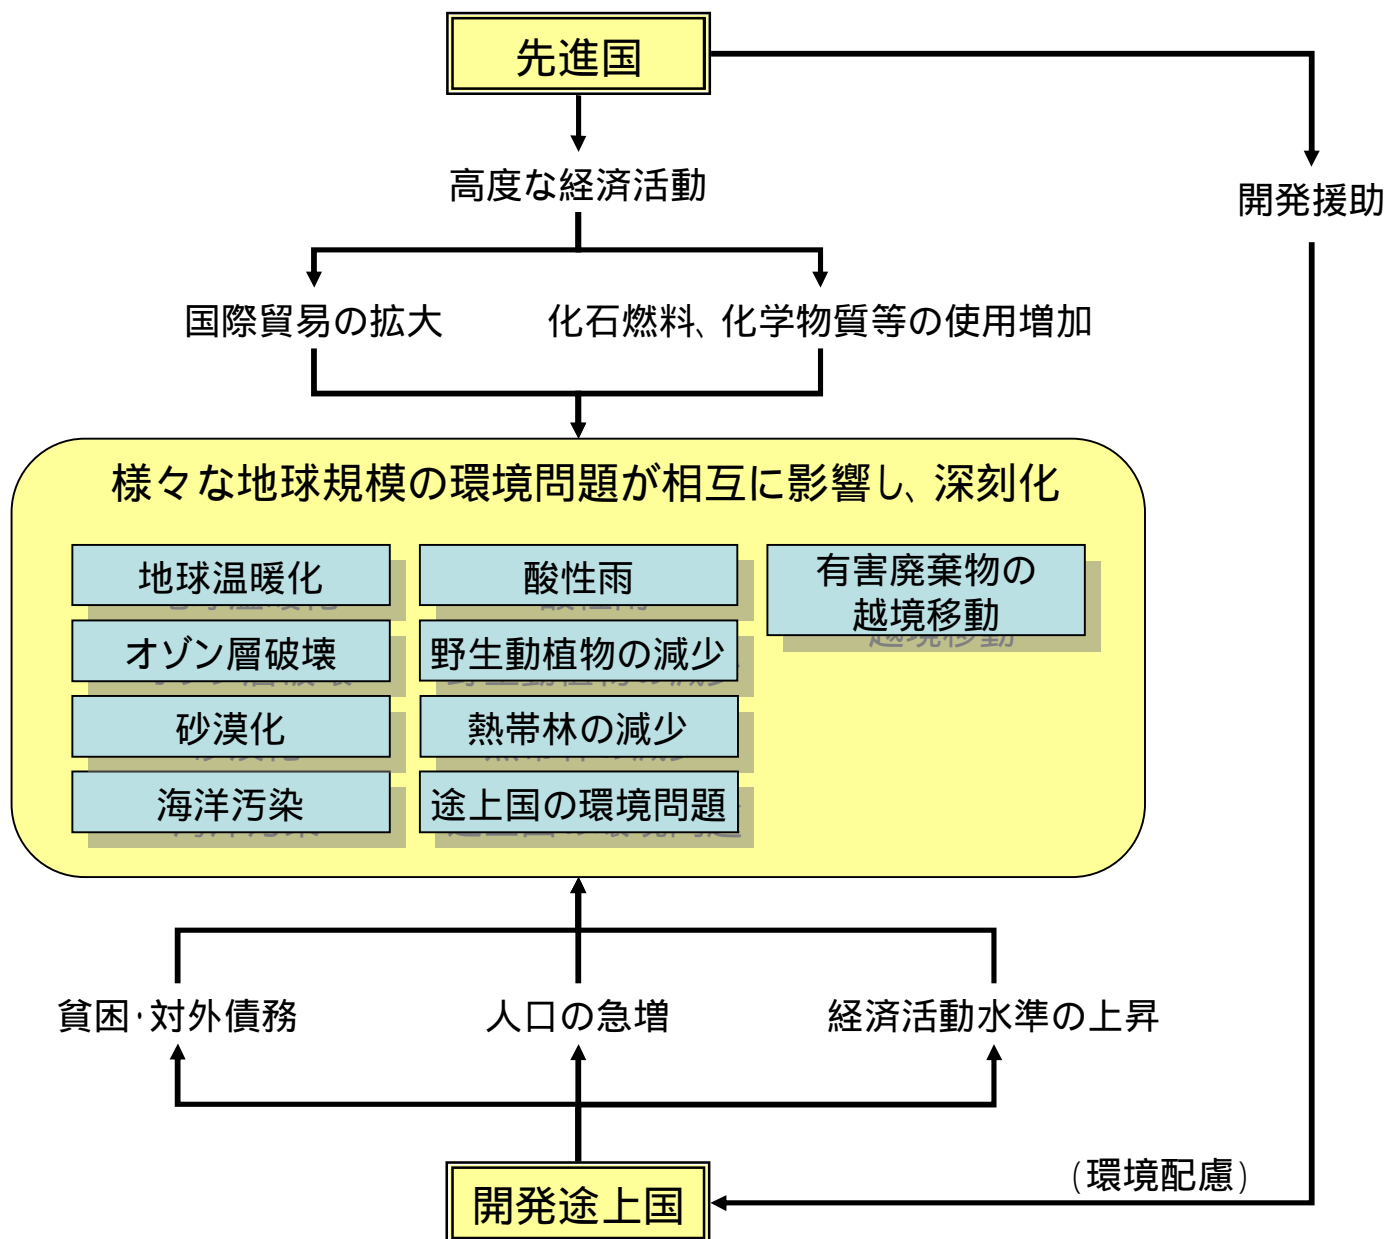 先進国
高度な経済活動
開発援助
国際貿易の拡大
化石燃料、化学物質等の使用増加
様々な地球規模の環境問題が相互に影響し、深刻化
地球温暖化
酸性雨
有害廃棄物の
越境移動
オゾン層破壊
野生動植物の減少
砂漠化
熱帯林の減少
海洋汚染
途上国の環境問題
貧困・対外債務
人口の急増
経済活動水準の上昇
(環境配慮)
開発途上国